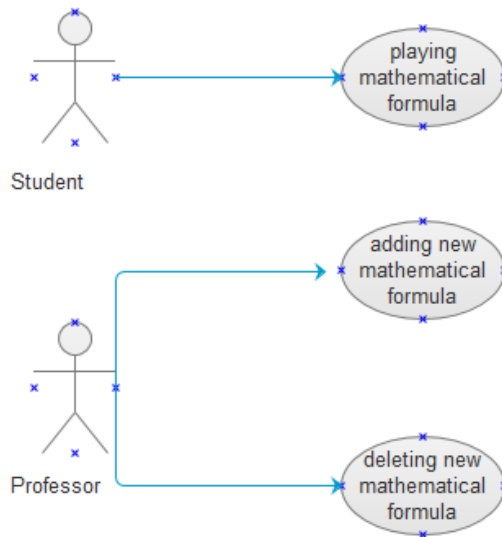 playing
mathematical
formula
Student
adding new
mathematical
formula
Professor
deleting new
mathematical
formula